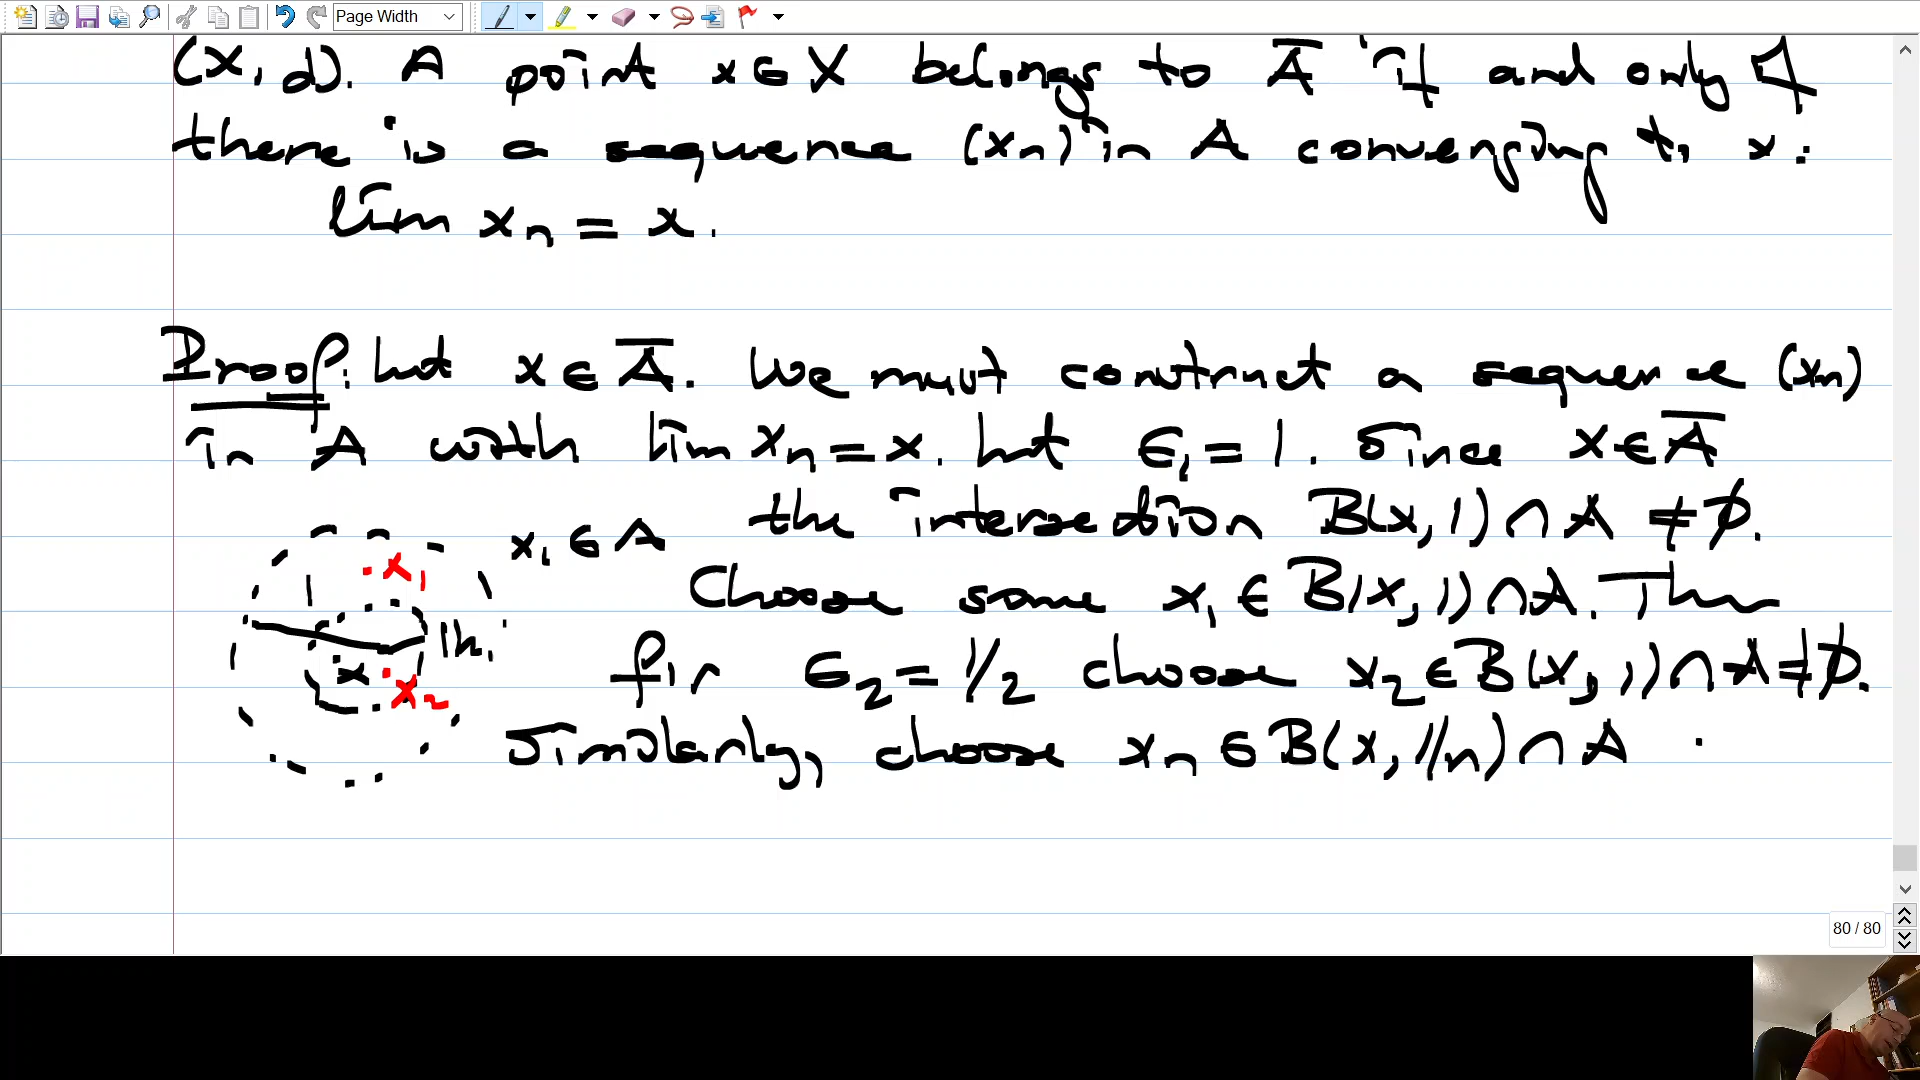 Page Width
(X, d). A point x ∈ X belongs to A̅ if and only if
there is a sequence (xₙ) in A converging to x:
lim xₙ = x.
Proof: Let x ∈ A̅. We must construct a sequence (xₙ)
in A with lim xₙ = x. Let ϵ₁ = 1. Since x ∈ A̅
the intersection B(x, 1) ∩ A ≠ ∅.
x₁ ∈ A
Choose some x₁ ∈ B(x, 1) ∩ A. Then
for ϵ₂ = 1/2 choose x₂ ∈ B(x, 1) ∩ A ≠ ∅.
Similarly, choose xₙ ∈ B(x, 1/n) ∩ A .
x₁
x
x₂
80 / 80